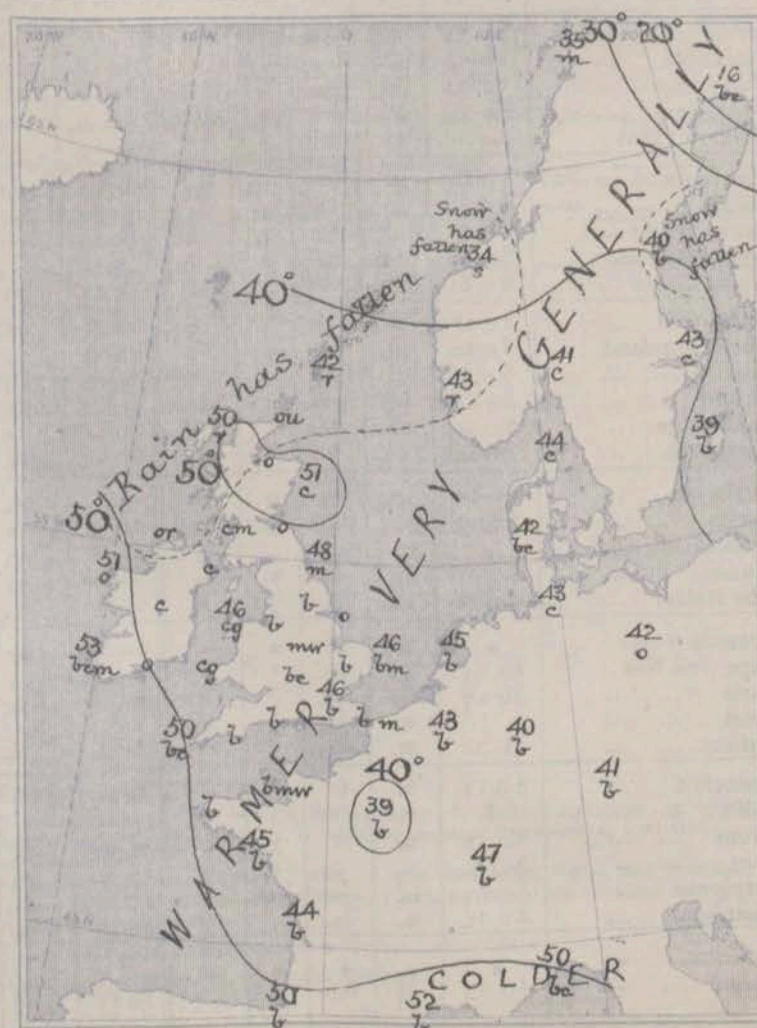 35 30° 20°
m
16
bc
VERY GENERALLY WARMER
Snow
has
fallen
34
s
40
b
Snow
has
fallen
40°
Rain has fallen
42
r
43
r
41
c
43
c
39
b
50
r
ou
50°
o
51
c
44
c
50°
or
cm
o
42
bc
51
o
c
48
m
43
c
c
46
cg
b
b
o
42
o
53
bcm
o
cg
mw
bc
b
46
bm
45
b
46
b
50
bc
b
b
b
m
43
b
40
b
41
b
40°
39
b
bmw
b
45
b
47
b
44
b
COLDER
50
b
52
b
50
bc